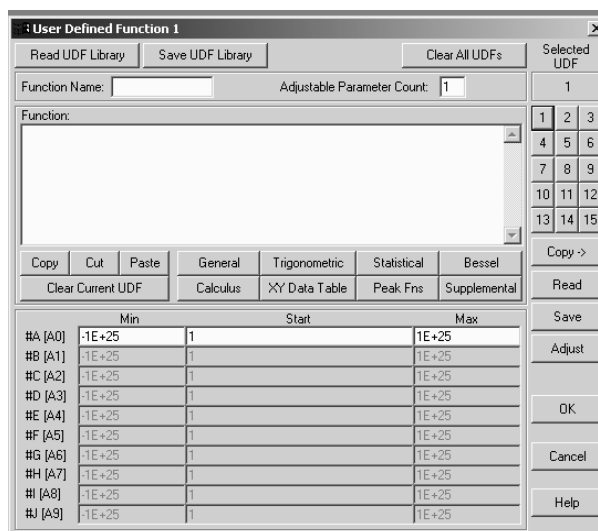 User Defined Function 1
Read UDF Library Save UDF Library Clear All UDFs Selected UDF
Function Name: Adjustable Parameter Count: 1 1
Function:
1 2 3
4 5 6
7 8 9
10 11 12
13 14 15
Copy Cut Paste General Trigonometric Statistical Bessel Copy ->
Clear Current UDF Calculus XY Data Table Peak Fns Supplemental Read
Min Start Max Save
#A [A0] -1E+25 1 1E+25
#B [A1] -1E+25 1 1E+25 Adjust
#C [A2] -1E+25 1 1E+25
#D [A3] -1E+25 1 1E+25
#E [A4] -1E+25 1 1E+25 OK
#F [A5] -1E+25 1 1E+25
#G [A6] -1E+25 1 1E+25 Cancel
#H [A7] -1E+25 1 1E+25
#I [A8] -1E+25 1 1E+25 Help
#J [A9] -1E+25 1 1E+25